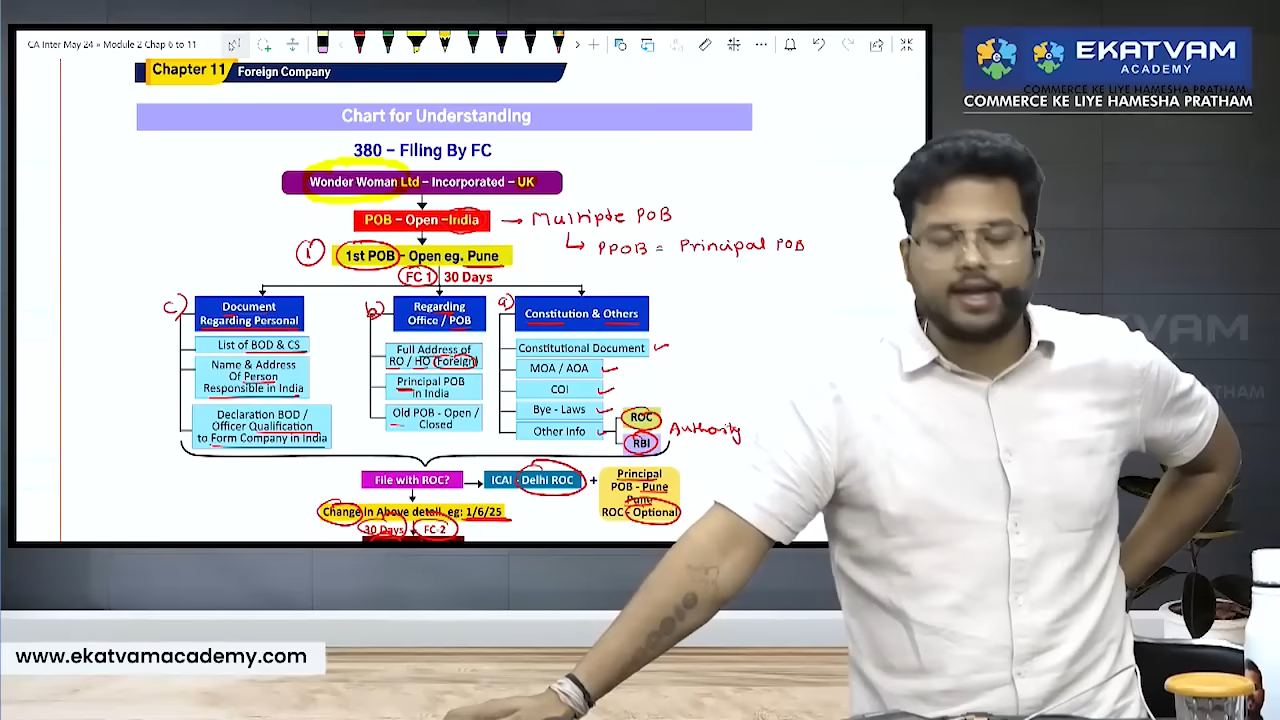 CA Inter May 24 » Module 2 Chap 6 to 11
Chapter 11
Foreign Company
Chart for Understanding
380 – Filing By FC
Wonder Woman Ltd – Incorporated – UK
POB – Open – India
→ Multiple POB
↳ PPOB = Principal POB
①
1st POB - Open eg. Pune
FC 1 30 Days
c)
Document
Regarding Personal
List of BOD & CS
Name & Address
Of Person
Responsible in India
Declaration BOD /
Officer Qualification
to Form Company in India
b)
Regarding
Office / POB
Full Address of
RO / HO (Foreign)
Principal POB
in India
Old POB - Open /
Closed
a)
Constitution & Others
Constitutional Document
MOA / AOA
COI
Bye - Laws
Other Info
ROC
RBI
Authority
File with ROC?
ICAI - Delhi ROC
+
Principal
POB - Pune
Pune
ROC - Optional
Change in Above detail. eg: 1/6/25
30 Days FC-2
EKATVAM
ACADEMY
COMMERCE KE LIYE HAMESHA PRATHAM
COMMERCE KE LIYE HAMESHA PRATHAM
www.ekatvamacademy.com